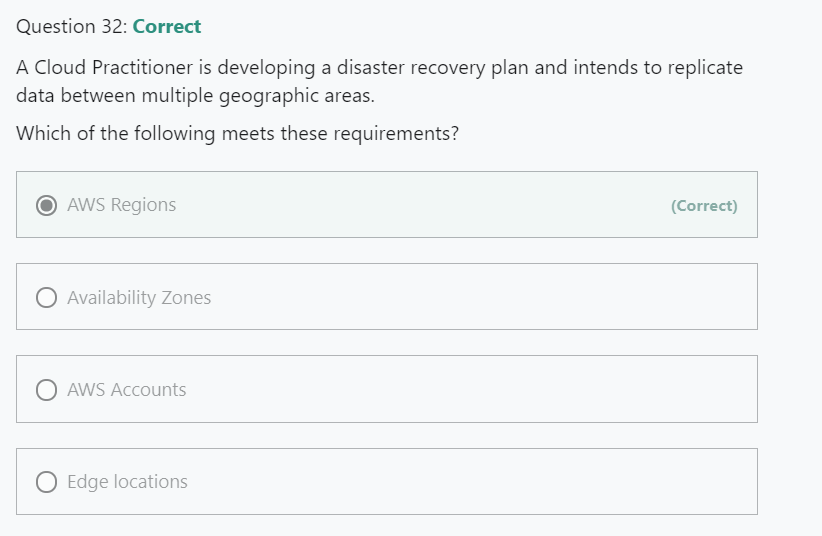 Question 32: Correct
A Cloud Practitioner is developing a disaster recovery plan and intends to replicate
data between multiple geographic areas.
Which of the following meets these requirements?
AWS Regions (Correct)
Availability Zones
AWS Accounts
Edge locations